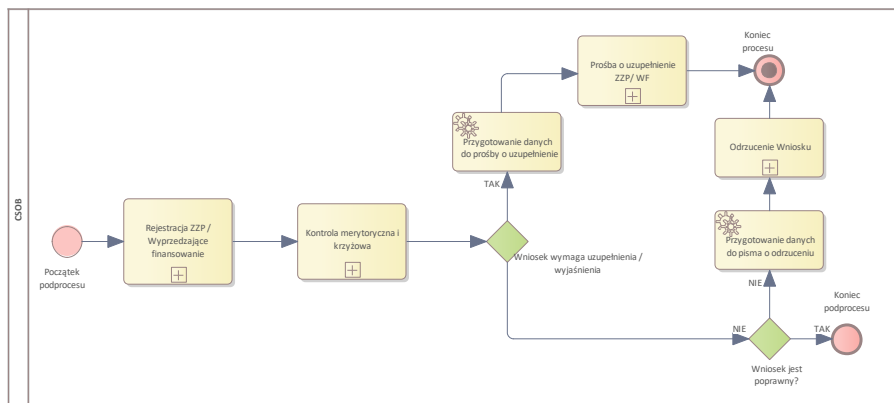 CSOB
Początek
podprocesu
Rejestracja ZZP /
Wyprzedzające
finansowanie
Kontrola merytoryczna i
krzyżowa
Wniosek wymaga uzupełnienia /
wyjaśnienia
TAK
Przygotowanie danych
do prośby o uzupełnienie
Prośba o uzupełnienie
ZZP/ WF
Koniec
procesu
Odrzucenie Wniosku
Przygotowanie danych
do pisma o odrzuceniu
NIE
NIE
TAK
Wniosek jest
poprawny?
Koniec
podprocesu